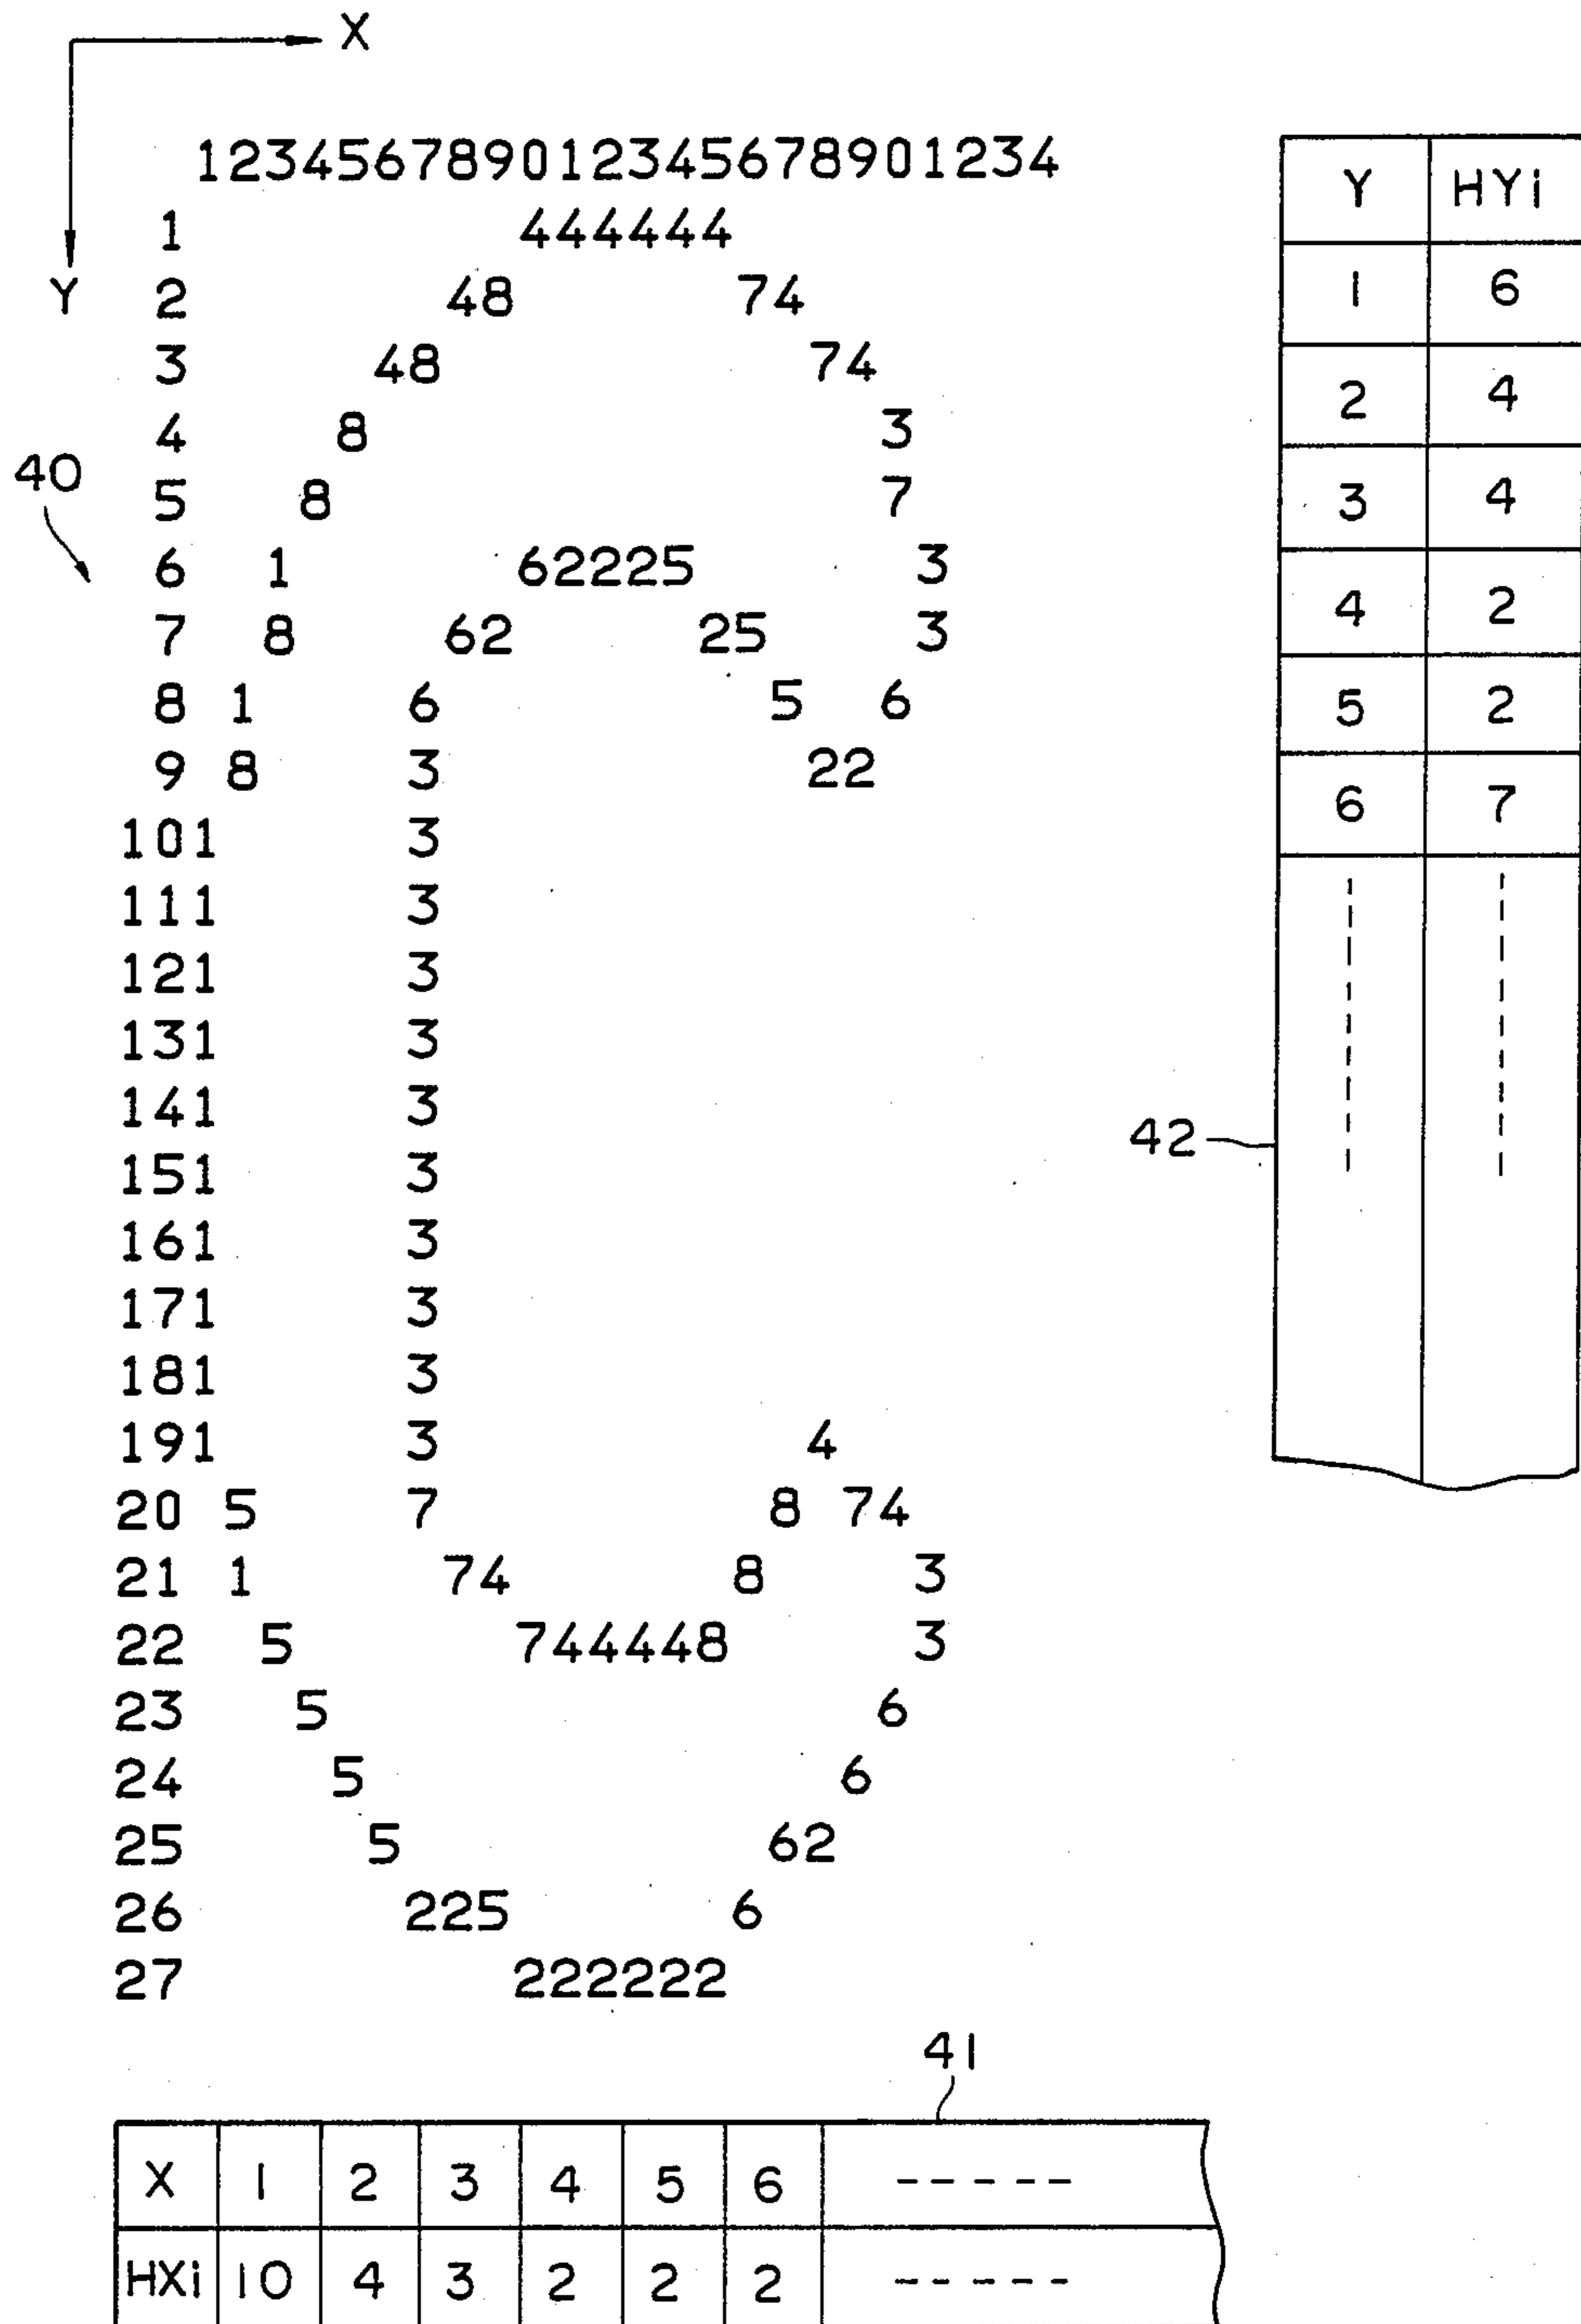 X
Y
123456789012345678901234
1 444444
2 48 74
3 48 74
4 8 3
40
5 8 7
6 1 62225 3
7 8 62 25 3
8 1 6 5 6
9 8 3 22
101 3
111 3
121 3
131 3
141 3
151 3
161 3
171 3
181 3
191 3 4
20 5 7 8 74
21 1 74 8 3
22 5 744448 3
23 5 6
24 5 6
25 5 62
26 225 6
27 222222
Y HYi
1 6
2 4
3 4
4 2
5 2
6 7
42
41
X 1 2 3 4 5 6 -----
HXi 10 4 3 2 2 2 -----